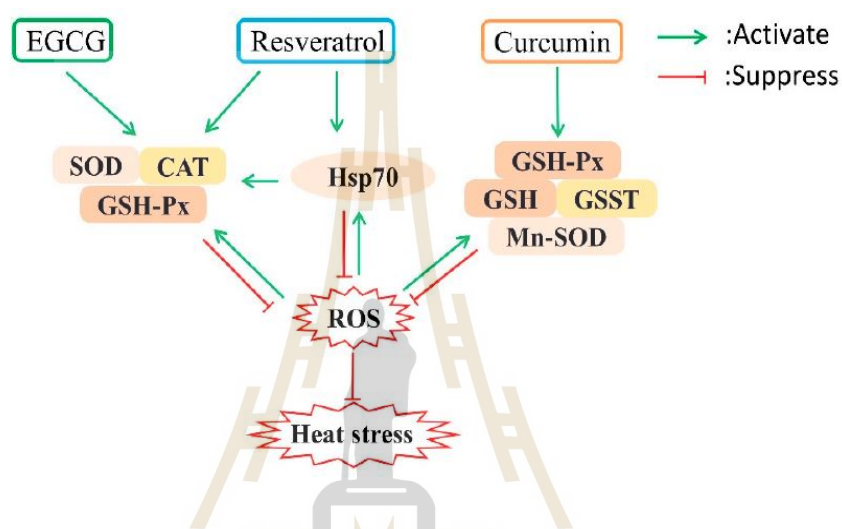 EGCG
Resveratrol
Curcumin
:Activate
:Suppress
SOD
CAT
GSH-Px
Hsp70
GSH-Px
GSH
GSST
Mn-SOD
ROS
Heat stress